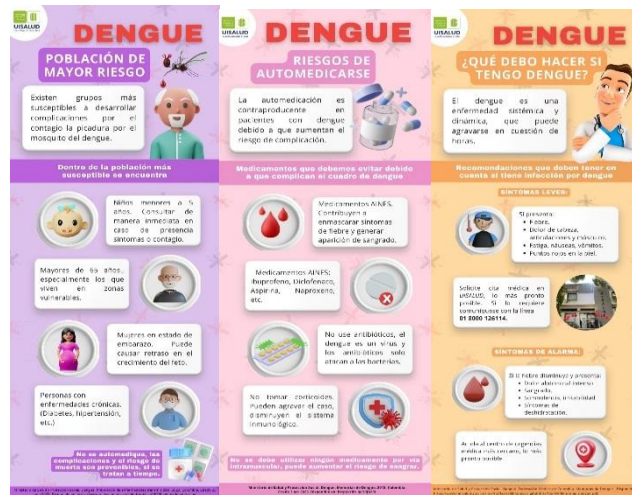 UISALUD
DENGUE
POBLACIÓN DE
MAYOR RIESGO
Existen grupos más
susceptibles a desarrollar
complicaciones por el
contagio la picadura por el
mosquito del dengue.
Dentro de la población más
susceptible se encuentra
Niños menores a 5
años. Consultar de
manera inmediata en
caso de presencia
síntomas o contagio.
Mayores de 65 años,
especialmente los que
viven en zonas
vulnerables.
Mujeres en estado de
embarazo. Puede
causar retraso en el
crecimiento del feto.
Personas con
enfermedades crónicas.
(Diabetes, hipertensión,
etc.)
No se automedique, las
complicaciones y el riesgo de
muerte son prevenibles, si se
tratan a tiempo
UISALUD
DENGUE
RIESGOS DE
AUTOMEDICARSE
La automedicación es
contraproducente en
pacientes con dengue
debido a que aumentan el
riesgo de complicación.
Medicamentos que debemos evitar debido
a que complican el cuadro de dengue
Medicamentos AINES.
Contribuyen a
enmascarar síntomas
de fiebre y generar
aparición de sangrado.
Medicamentos AINES:
Ibuprofeno, Diclofenaco,
Aspirina, Naproxeno,
etc.
No use antibióticos, el
dengue es un virus y
los antibióticos solo
atacan a las bacterias.
No tomar corticoides.
Pueden agravar el caso,
disminuyen el sistema
inmunológico.
No se debe utilizar ningún medicamento por vía
intramuscular, puede aumentar el riesgo de sangrar.
UISALUD
DENGUE
¿QUÉ DEBO HACER SI
TENGO DENGUE?
El dengue es una
enfermedad sistémica y
dinámica, que puede
agravarse en cuestión de
horas.
Recomendaciones que deben tener en
cuenta si tiene infección por dengue
SÍNTOMAS LEVES:
Si presenta:
Fiebre.
Dolor de cabeza,
articulaciones y músculos.
Fatiga, náuseas, vómitos.
Puntos rojos en la piel.
Solicite cita médica en
UISALUD, lo más pronto
posible. Si lo requiere
comuníquese con la línea
01 8000 126114.
SÍNTOMAS DE ALARMA:
Si la fiebre disminuye y presenta:
Dolor abdominal intenso
Sangrado.
Somnolencia, irritabilidad
Síntomas de
deshidratación.
Acuda al centro de urgencias
médica más cercano, lo más
pronto posible